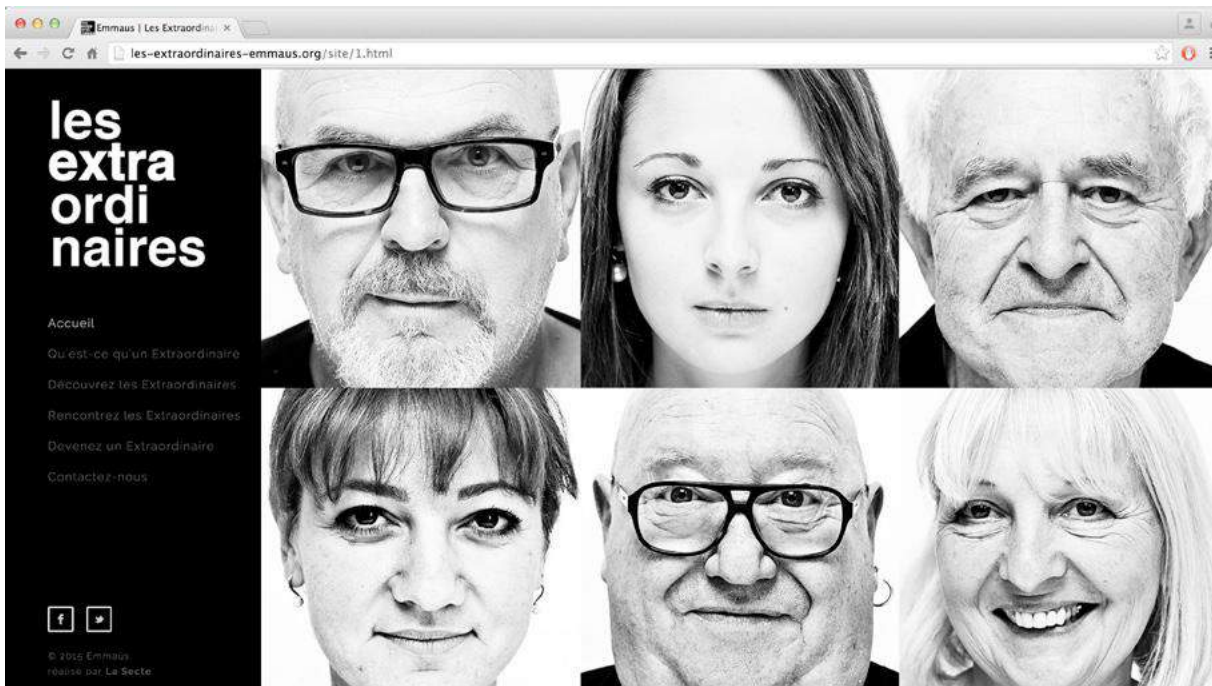 Emmaus | Les Extraordina
les-extraordinaires-emmaus.org/site/1.html
les
extra
ordi
naires
Accueil
Qu'est-ce qu'un Extraordinaire
Découvrez les Extraordinaires
Rencontrez les Extraordinaires
Devenez un Extraordinaire
Contactez-nous
© 2015 Emmaüs.
réalisé par La Secte